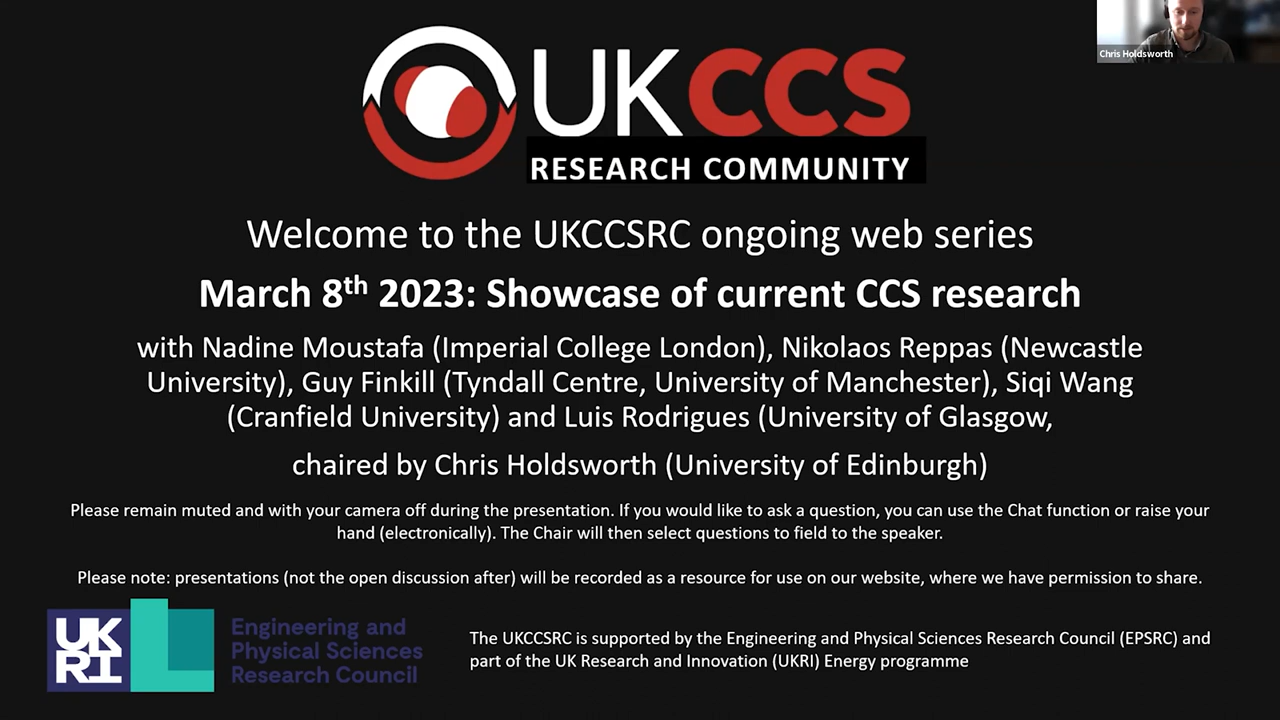 Chris Holdsworth
UKCCS
RESEARCH COMMUNITY
Welcome to the UKCCSRC ongoing web series
March 8th 2023: Showcase of current CCS research
with Nadine Moustafa (Imperial College London), Nikolaos Reppas (Newcastle
University), Guy Finkill (Tyndall Centre, University of Manchester), Siqi Wang
(Cranfield University) and Luis Rodrigues (University of Glasgow,
chaired by Chris Holdsworth (University of Edinburgh)
Please remain muted and with your camera off during the presentation. If you would like to ask a question, you can use the Chat function or raise your
hand (electronically). The Chair will then select questions to field to the speaker.
Please note: presentations (not the open discussion after) will be recorded as a resource for use on our website, where we have permission to share.
UK
RI
Engineering and
Physical Sciences
Research Council
The UKCCSRC is supported by the Engineering and Physical Sciences Research Council (EPSRC) and
part of the UK Research and Innovation (UKRI) Energy programme